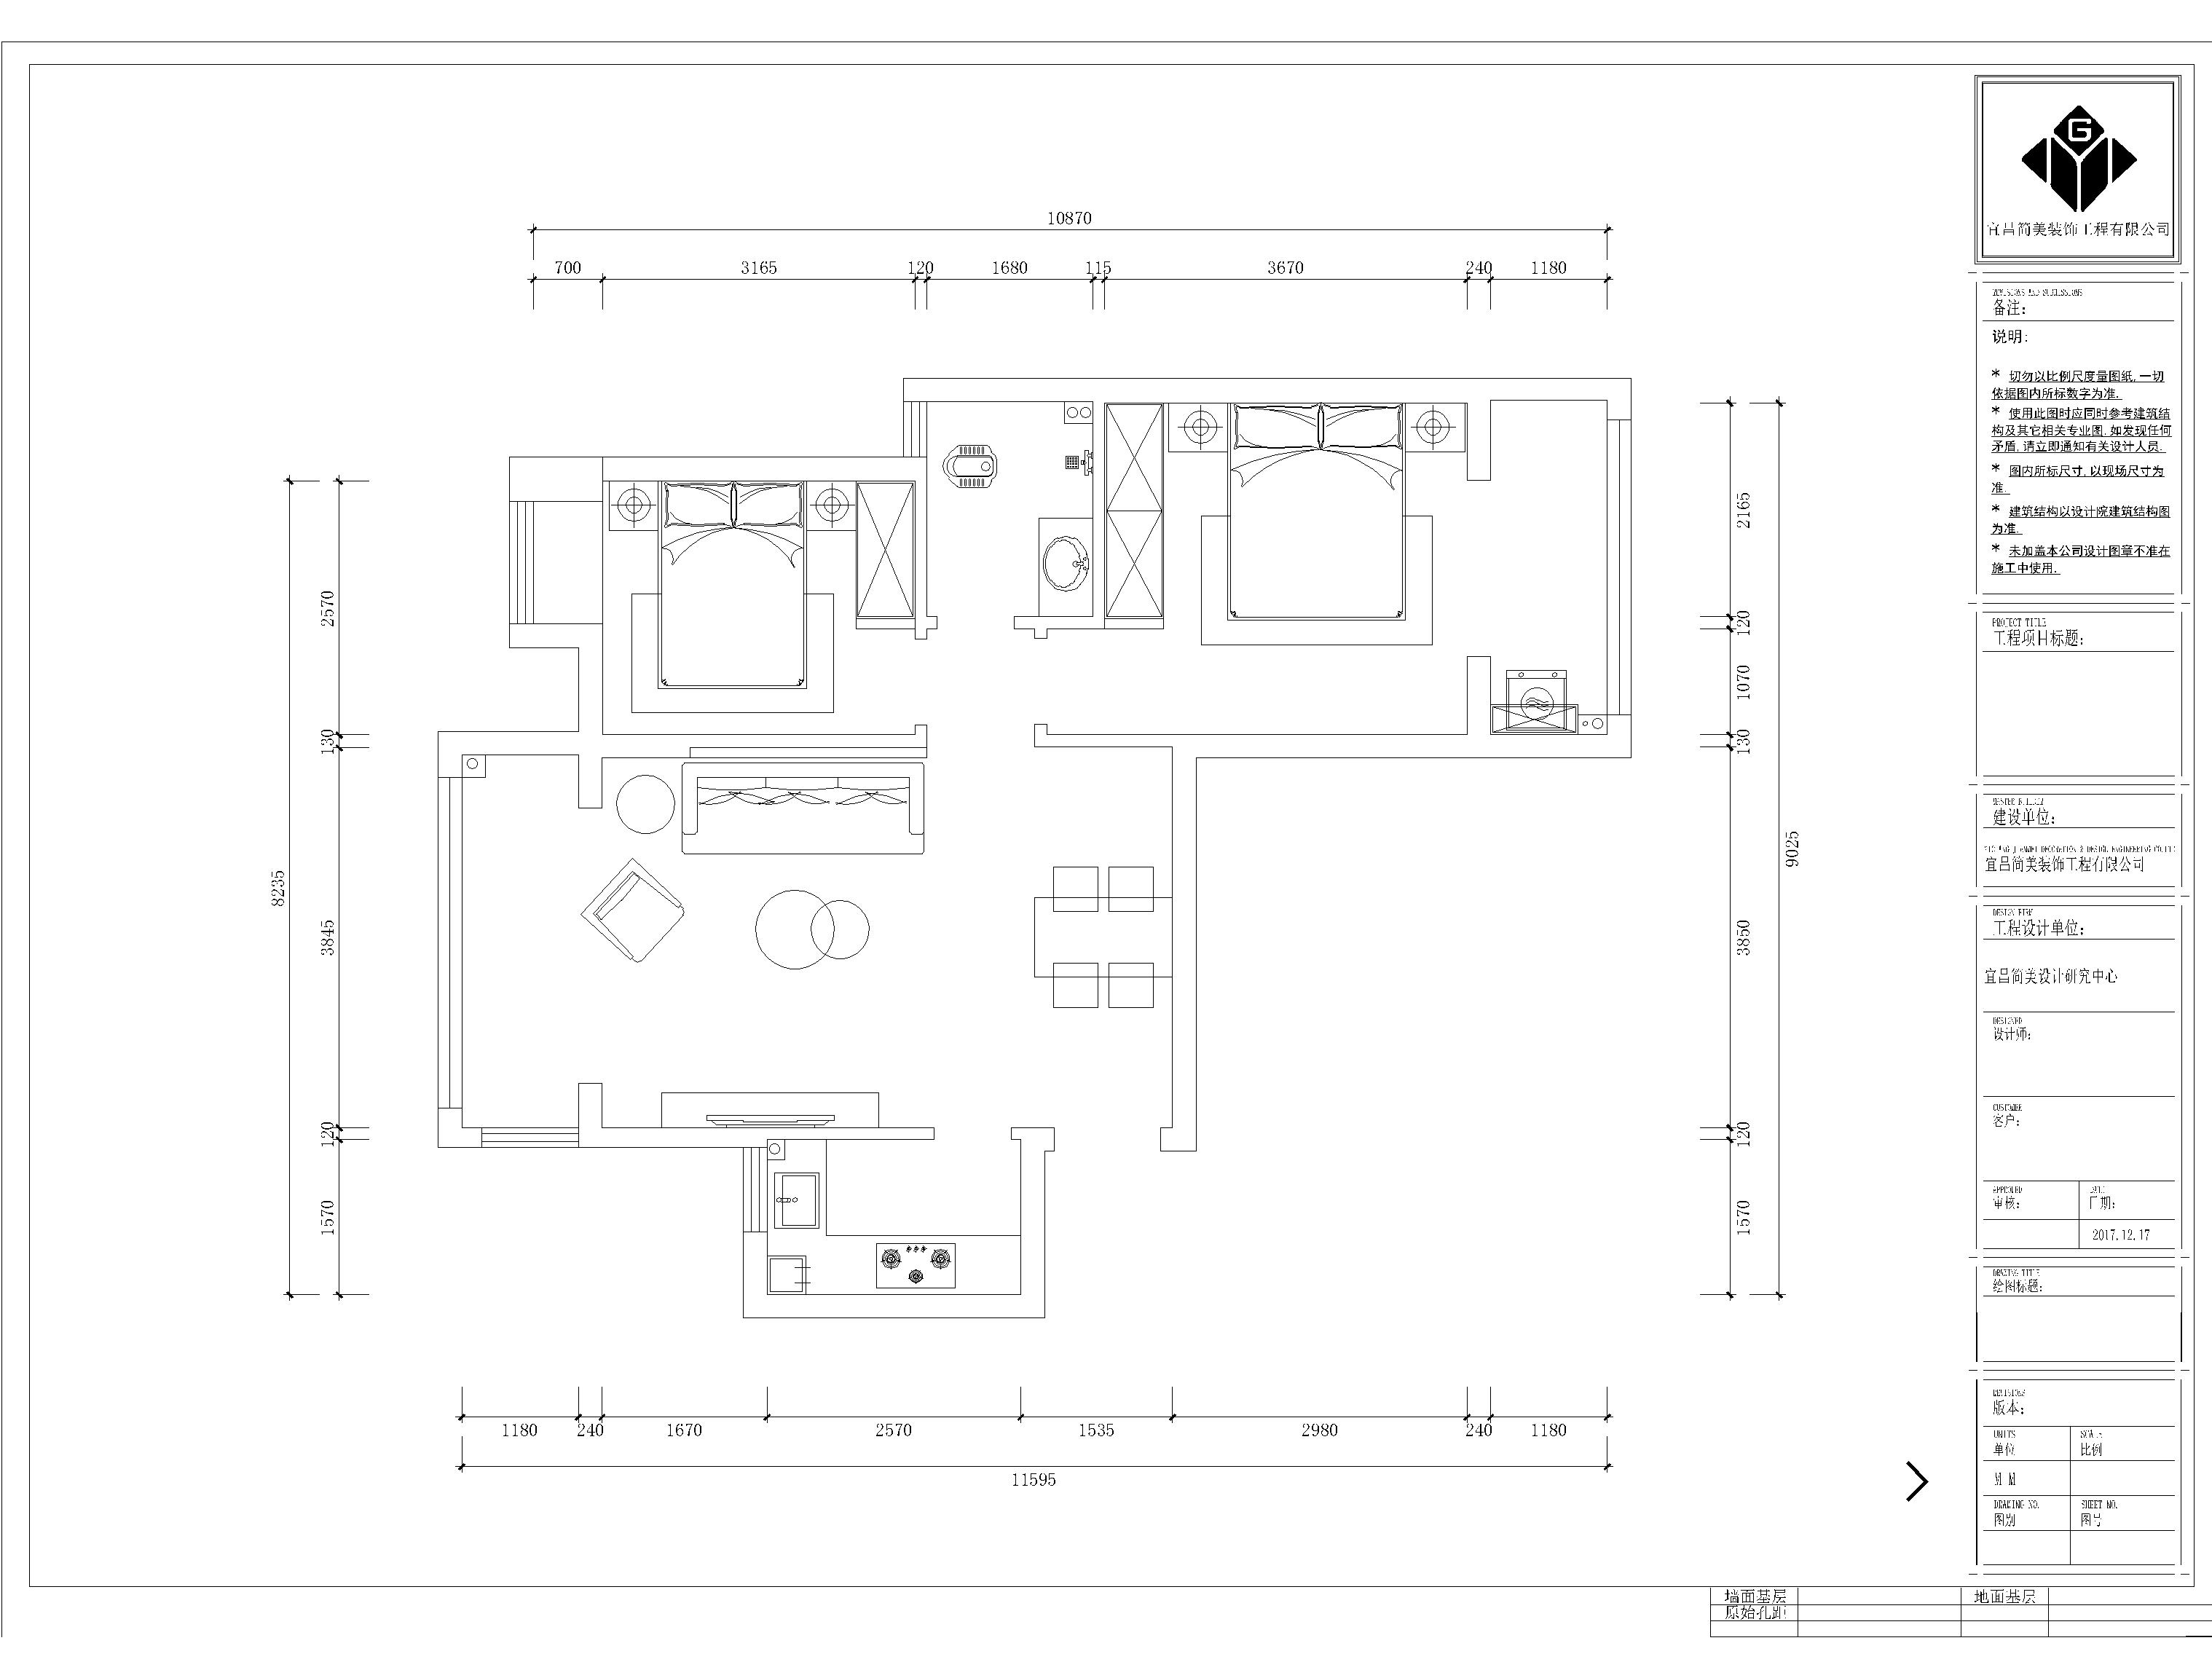 10870
700
3165
120
1680
115
3670
240
1180
2570
130
3845
120
1570
8235
2165
120
1070
130
3850
120
1570
9025
1180
240
1670
2570
1535
2980
240
1180
11595
G
宜昌简美装饰工程有限公司
备注:
说明:
* 切勿以比例尺度量图纸,一切
依据图内所标数字为准.
* 使用此图时应同时参考建筑结
构及其它相关专业图.如发现任何
矛盾,请立即通知有关设计人员.
* 图内所标尺寸,以现场尺寸为
准.
* 建筑结构以设计院建筑结构图
为准.
* 未加盖本公司设计图章不准在
施工中使用.
PROJECT TITLE
工程项目标题:
建设单位:
宜昌简美装饰工程有限公司
DESIGN FIRM
工程设计单位:
宜昌简美设计研究中心
DESIGNED
设计师:
CUSTOMER
客户:
APPROVED
审核:
DATE
日期:
2017.12.17
DRAWING TITLE
绘图标题:
REVISIONS
版本:
UNITS
单位
SCALE
比例
M M
DRAWING NO.
图别
SHEET NO.
图号
墙面基层
地面基层
原始孔距